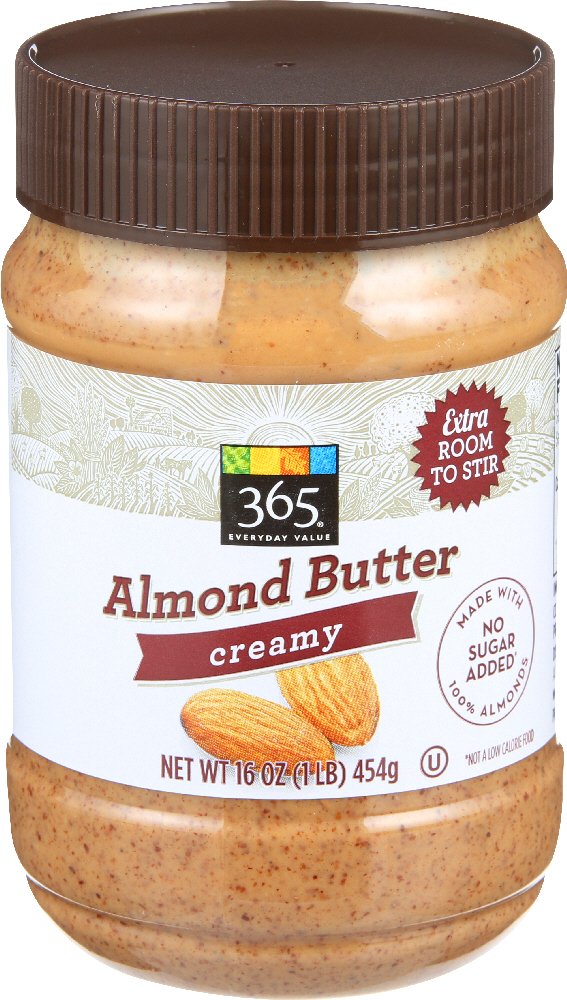 Extra
ROOM
TO STIR
365®
EVERYDAY VALUE
Almond Butter
creamy
MADE WITH
NO
SUGAR
ADDED*
100% ALMONDS
NET WT 16 OZ (1 LB) 454g
U
*NOT A LOW CALORIE FOOD